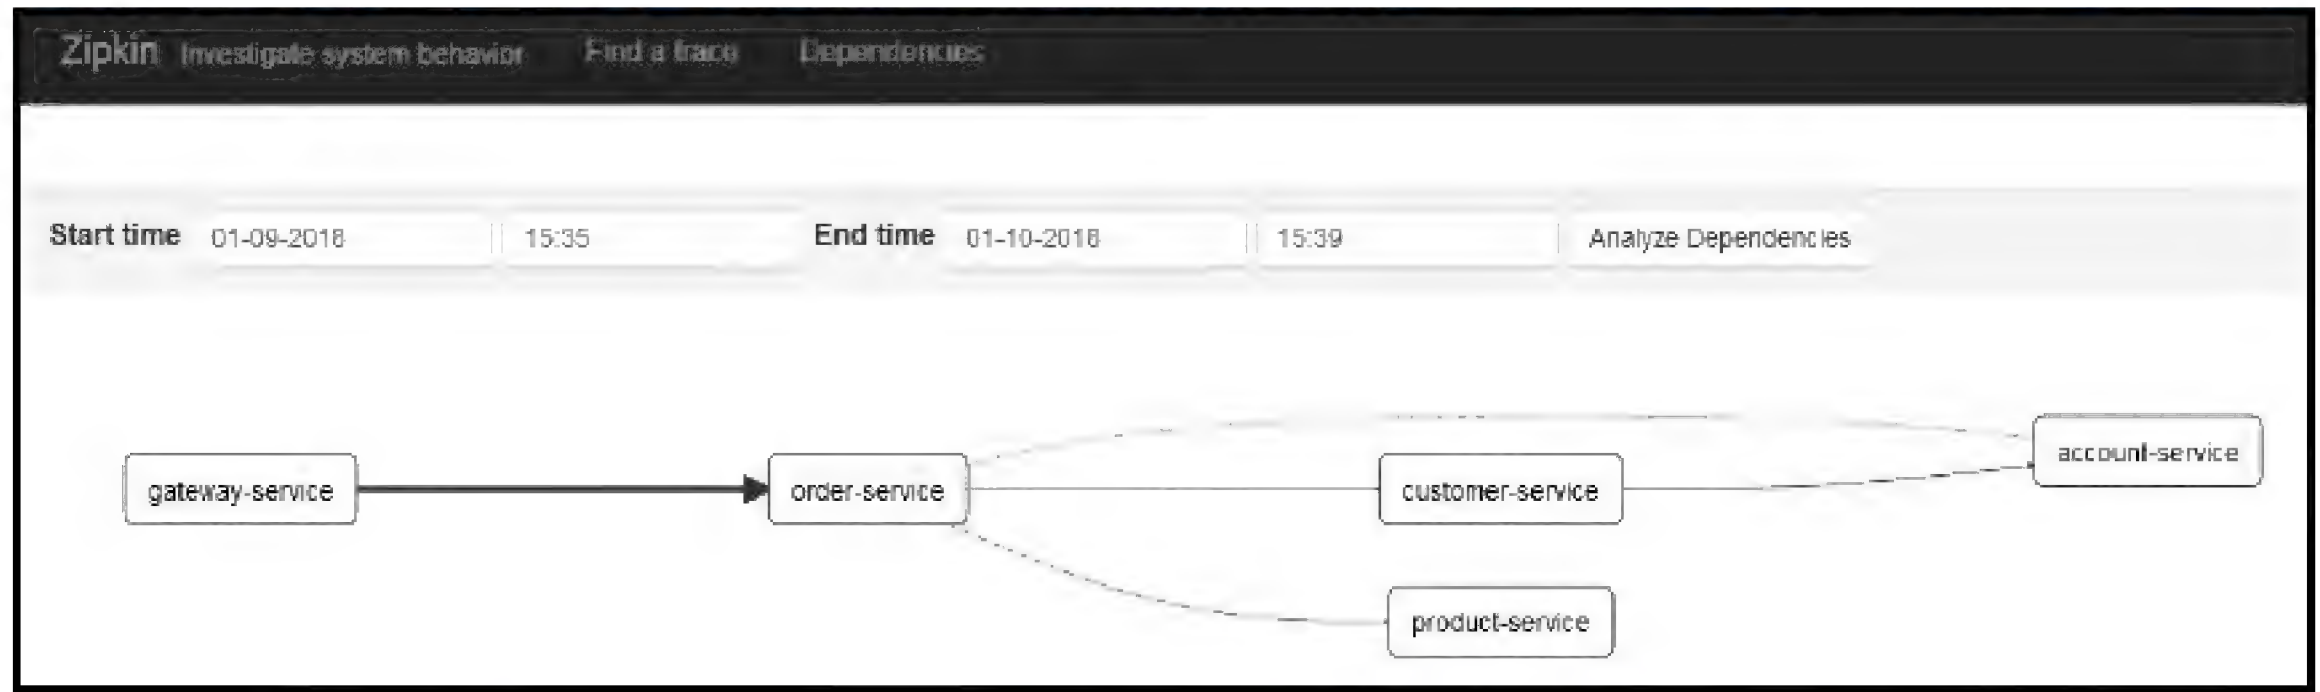 Zipkin Investigate system behavior Find a trace Dependencies
Start time 01-09-2018 15:35 End time 01-10-2018 15:39 Analyze Dependencies
account-service
gateway-service order-service customer-service
product-service